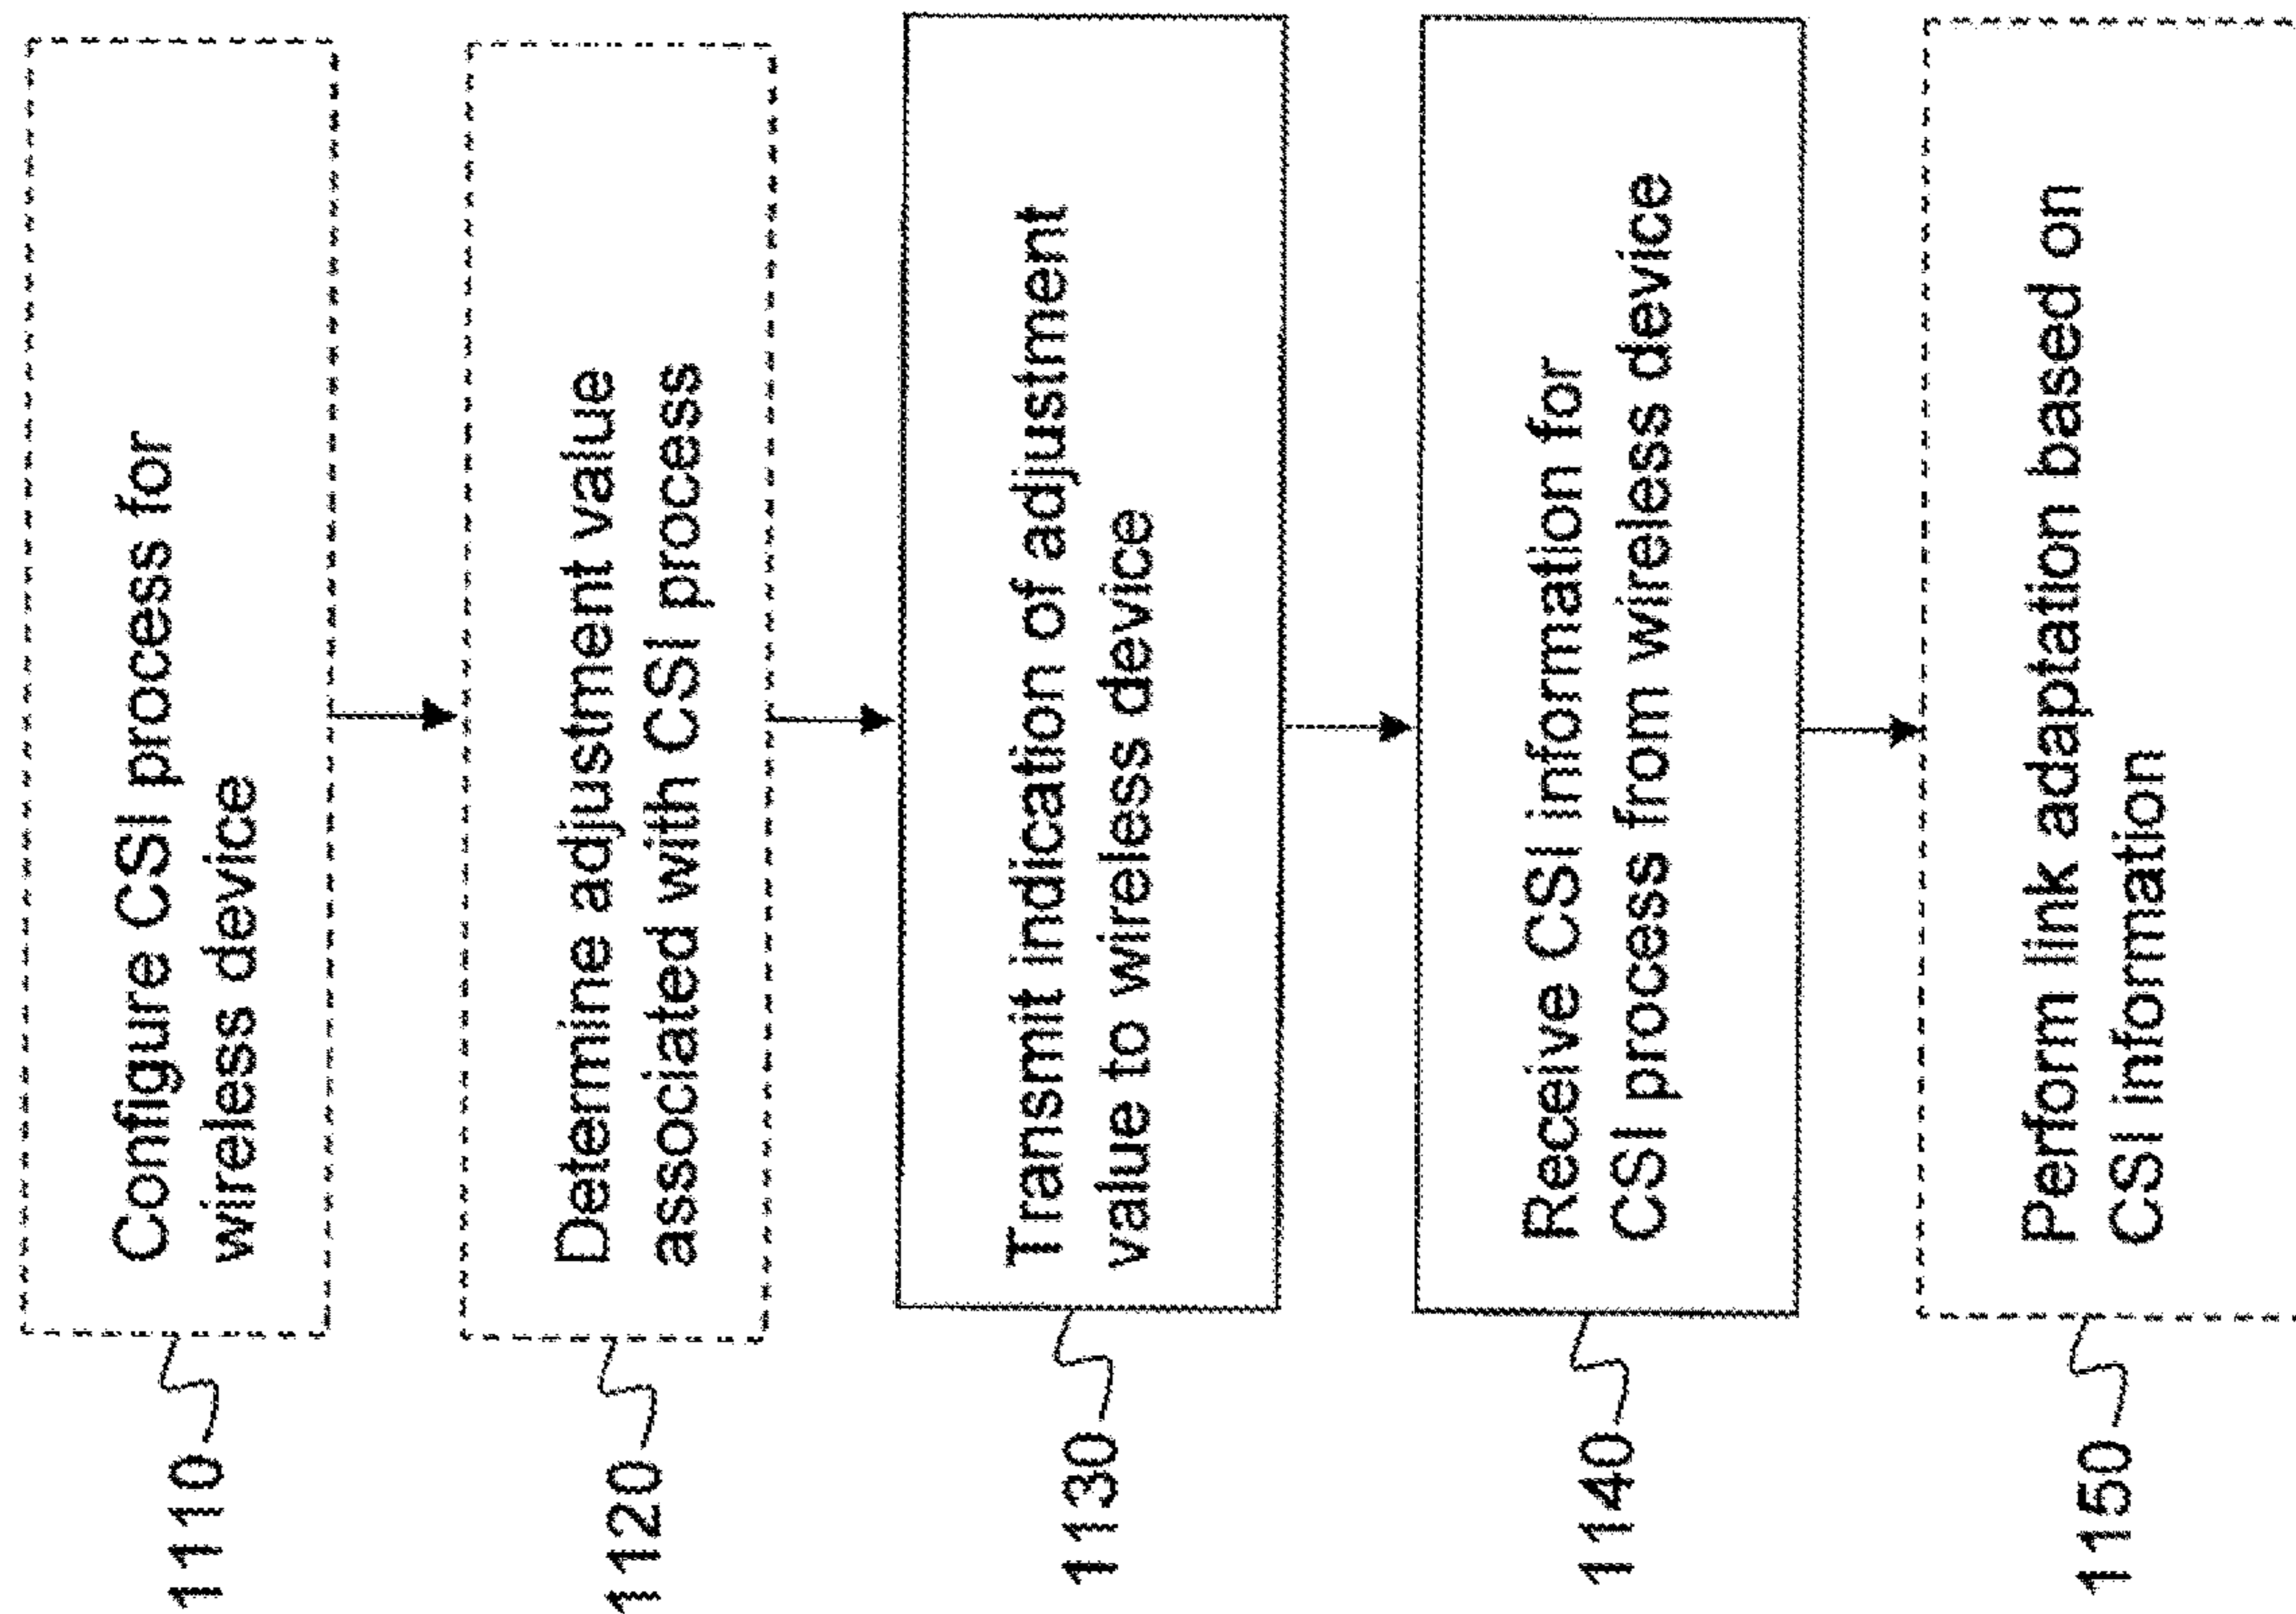 1110
Configure CSI process for
wireless device
1120
Determine adjustment value
associated with CSI process
1130
Transmit indication of adjustment
value to wireless device
1140
Receive CSI information for
CSI process from wireless device
1150
Perform link adaptation based on
CSI information